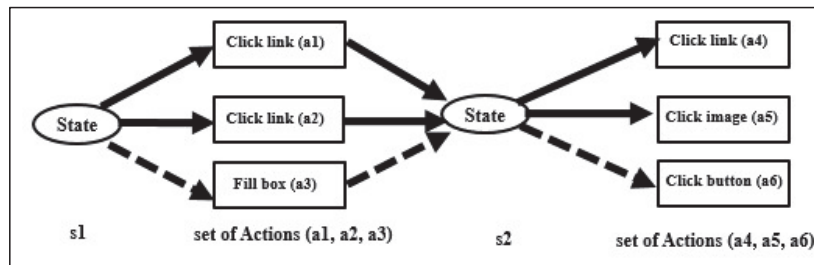 Click link (a1)
Click link (a4)
State
Click link (a2)
State
Click image (a5)
Fill box (a3)
Click button (a6)
s1
set of Actions (a1, a2, a3)
s2
set of Actions (a4, a5, a6)